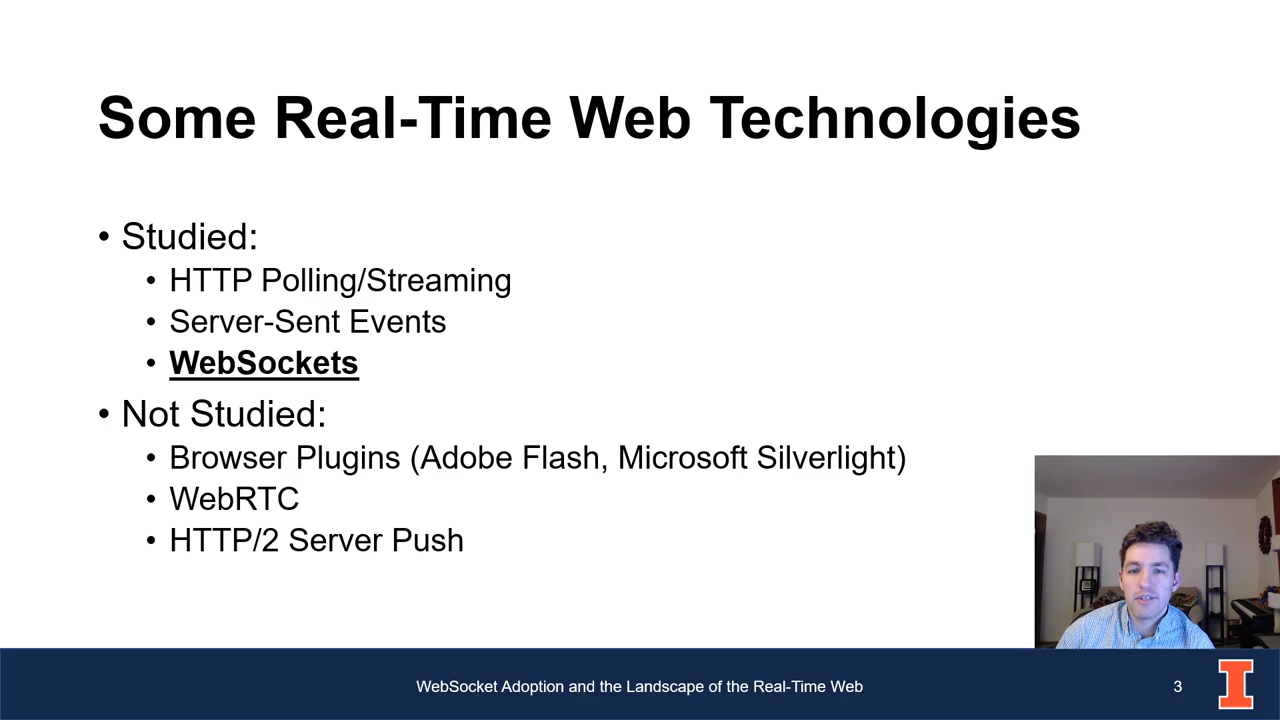 Some Real-Time Web Technologies
• Studied:
• HTTP Polling/Streaming
• Server-Sent Events
• WebSockets
• Not Studied:
• Browser Plugins (Adobe Flash, Microsoft Silverlight)
• WebRTC
• HTTP/2 Server Push
WebSocket Adoption and the Landscape of the Real-Time Web
3
I